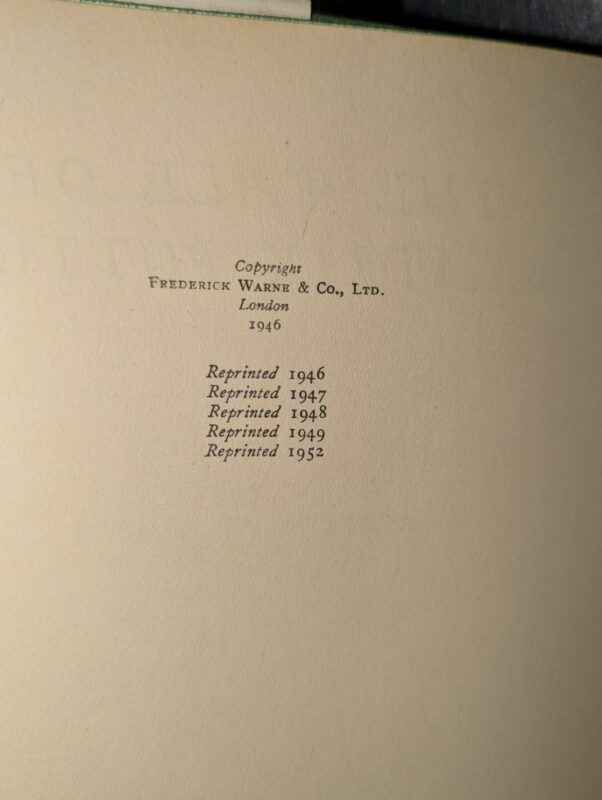 Copyright
Frederick Warne & Co., Ltd.
London
1946
Reprinted 1946
Reprinted 1947
Reprinted 1948
Reprinted 1949
Reprinted 1952